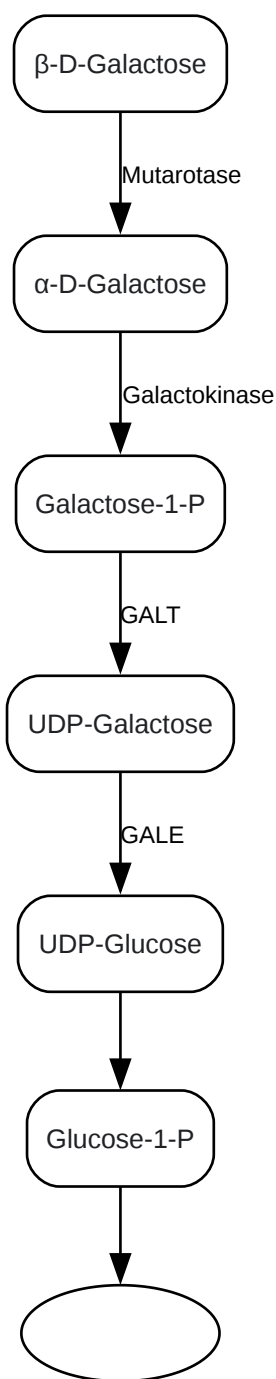 β-D-Galactose
Mutarotase
α-D-Galactose
Galactokinase
Galactose-1-P
GALT
UDP-Galactose
GALE
UDP-Glucose
Glucose-1-P